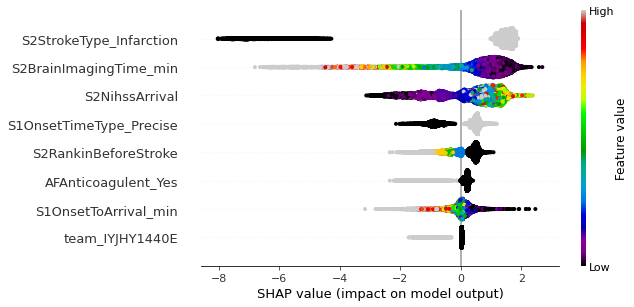 High
S2StrokeType_Infarction
S2BrainImagingTime_min
S2NihssArrival
S1OnsetTimeType_Precise
S2RankinBeforeStroke
AFAnticoagulent_Yes
S1OnsetToArrival_min
team_IYJHY1440E
Feature value
Low
−8 −6 −4 −2 0 2
SHAP value (impact on model output)